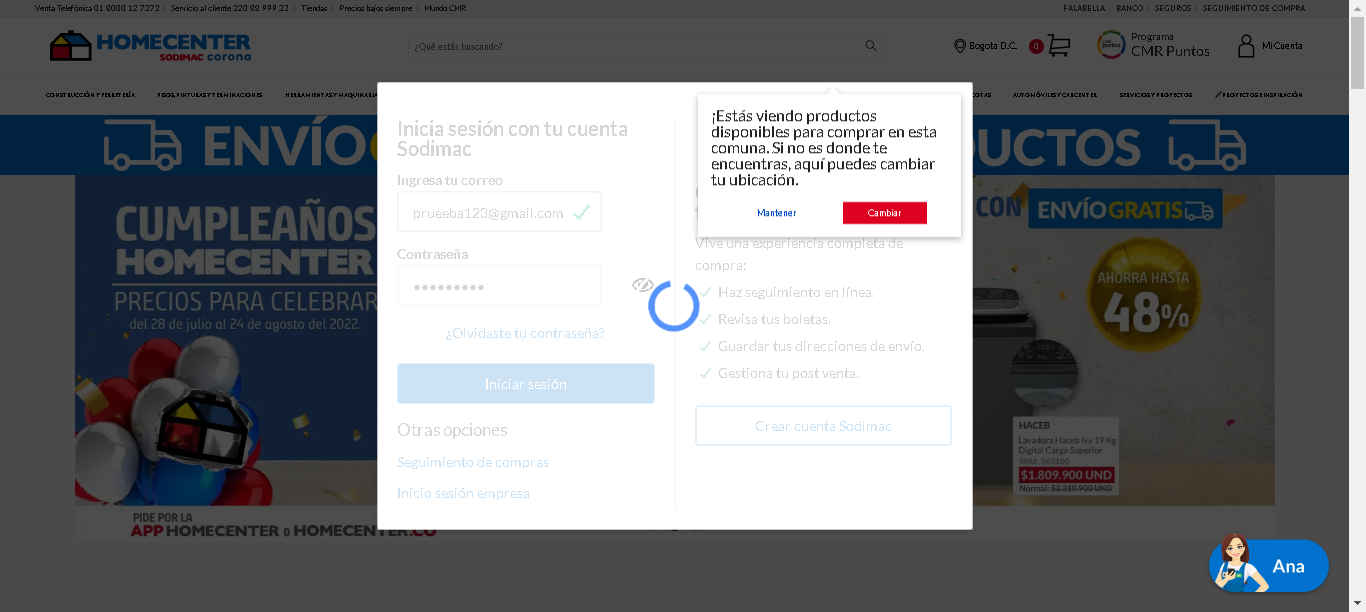 Venta Telefónica 01 8000 12 7373 | Servicio al cliente 320 88 999 33 | Tiendas | Precios bajos siempre | Mundo CMR
FALABELLA | BANCO | SEGUROS | SEGUIMIENTO DE COMPRA
HOMECENTER
SODIMAC corona
¿Qué estás buscando?
Bogota D.C.
0
Programa
CMR Puntos
Mi Cuenta
CONSTRUCCIÓN Y FERRETERÍA
PISOS, PINTURAS Y TERMINACIONES
HERRAMIENTAS Y MAQUINARIA
AUTOMÓVILES Y CAR CENTER
SERVICIOS Y PROYECTOS
PROYECTOS E INSPIRACIÓN
ENVÍO
DUCTOS
¡Estás viendo productos
disponibles para comprar en esta
comuna. Si no es donde te
encuentras, aquí puedes cambiar
tu ubicación.
Mantener
Cambiar
Inicia sesión con tu cuenta
Sodimac
Ingresa tu correo
prueeba123@gmail.com
Contraseña
¿Olvidaste tu contraseña?
Iniciar sesión
Otras opciones
Seguimiento de compras
Inicio sesión empresa
Vive una experiencia completa de
compra:
Haz seguimiento en línea.
Revisa tus boletas.
Guardar tus direcciones de envío.
Gestiona tu post venta.
Crear cuenta Sodimac
CUMPLEAÑOS
HOMECENTER
PRECIOS PARA CELEBRAR
del 28 de julio al 24 de agosto del 2022.
CON ENVÍO GRATIS
AHORRA HASTA
48%
HACEB
Lavadora Haceb Ivy 19 Kg
Digital Carga Superior
SKU: 563100
$1.809.900 UND
Normal: $2.310.900 UND
PIDE POR LA
APP HOMECENTER O HOMECENTER.CO
Ana